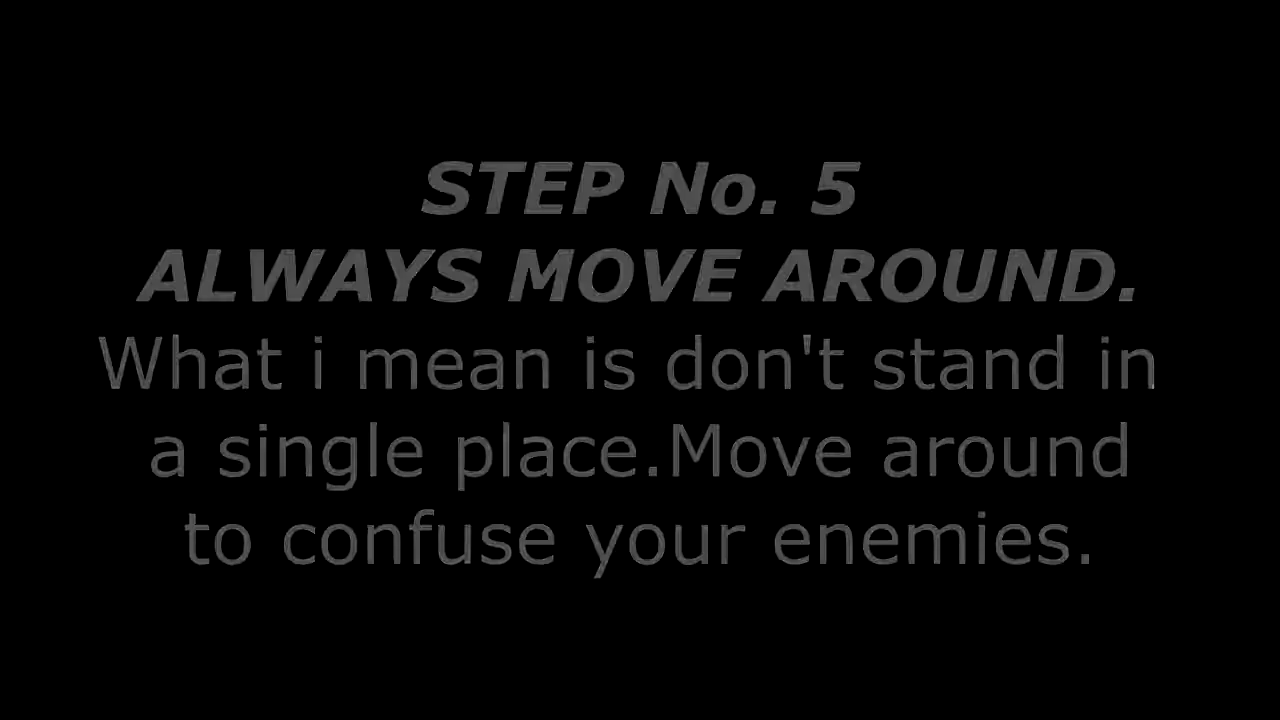 STEP No. 5
ALWAYS MOVE AROUND.
What i mean is don't stand in
a single place.Move around
to confuse your enemies.